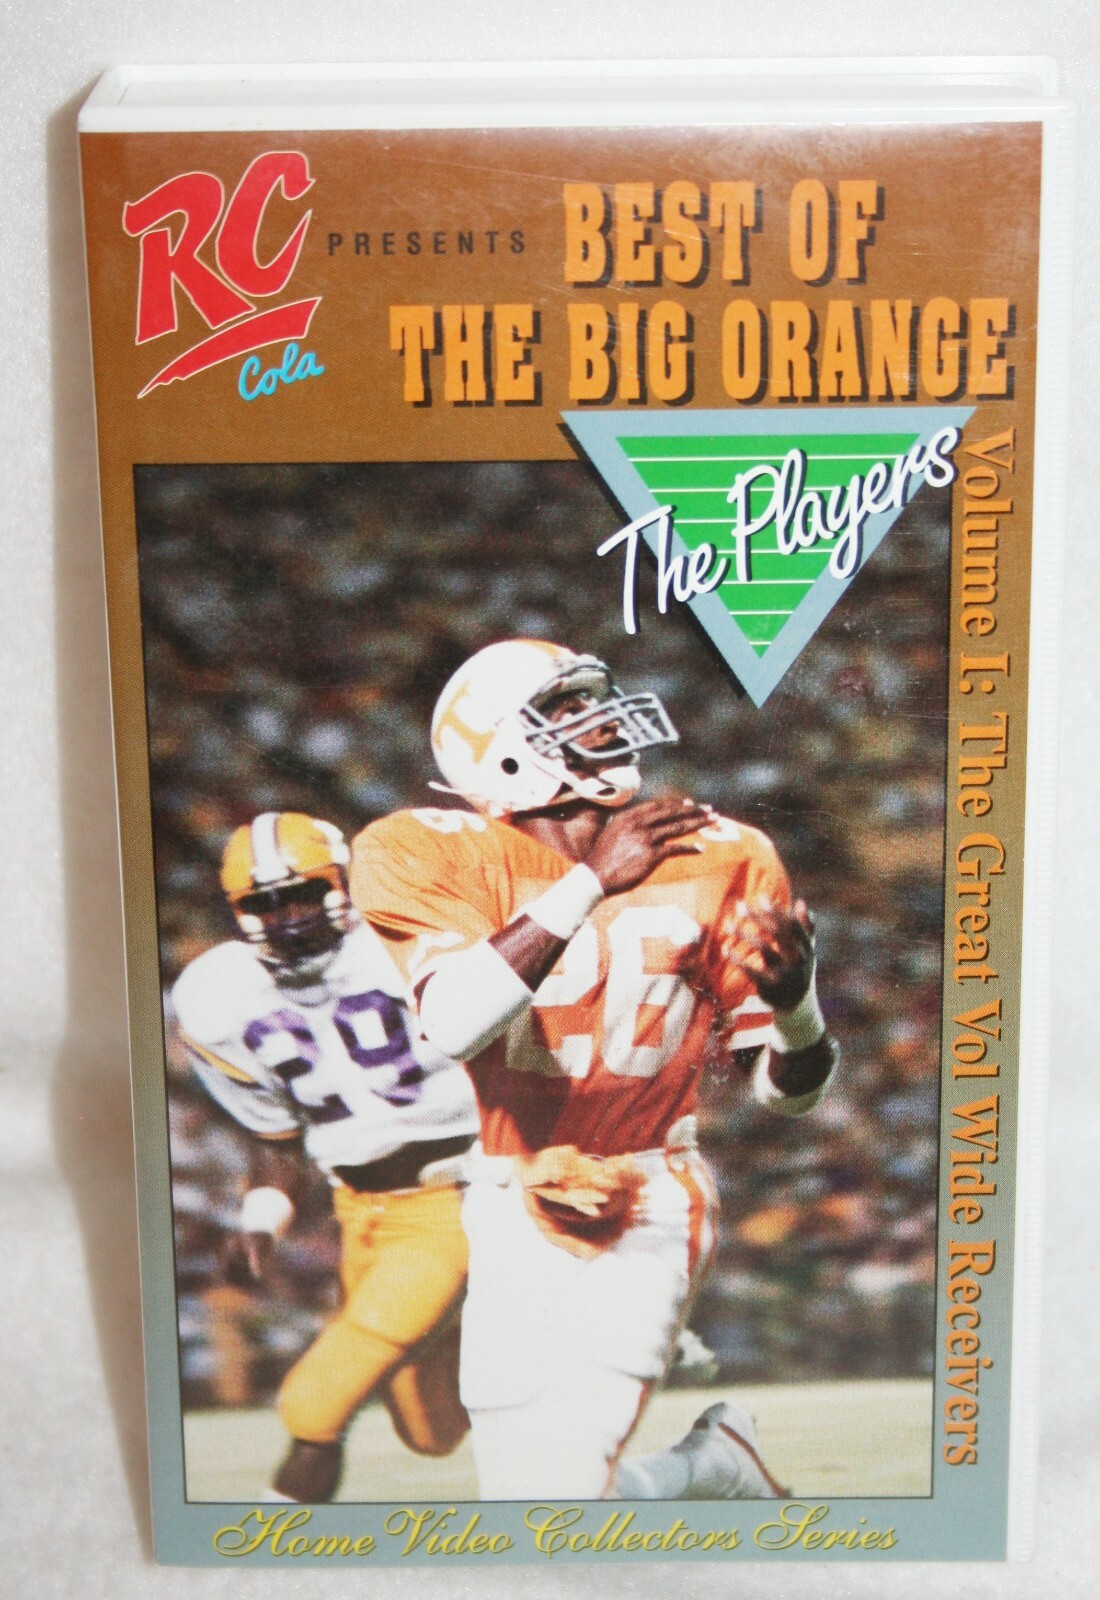 RC
Cola
PRESENTS
BEST OF
THE BIG ORANGE
The Players
Volume I: The Great Vol Wide Receivers
T
29
26
Home Video Collectors Series